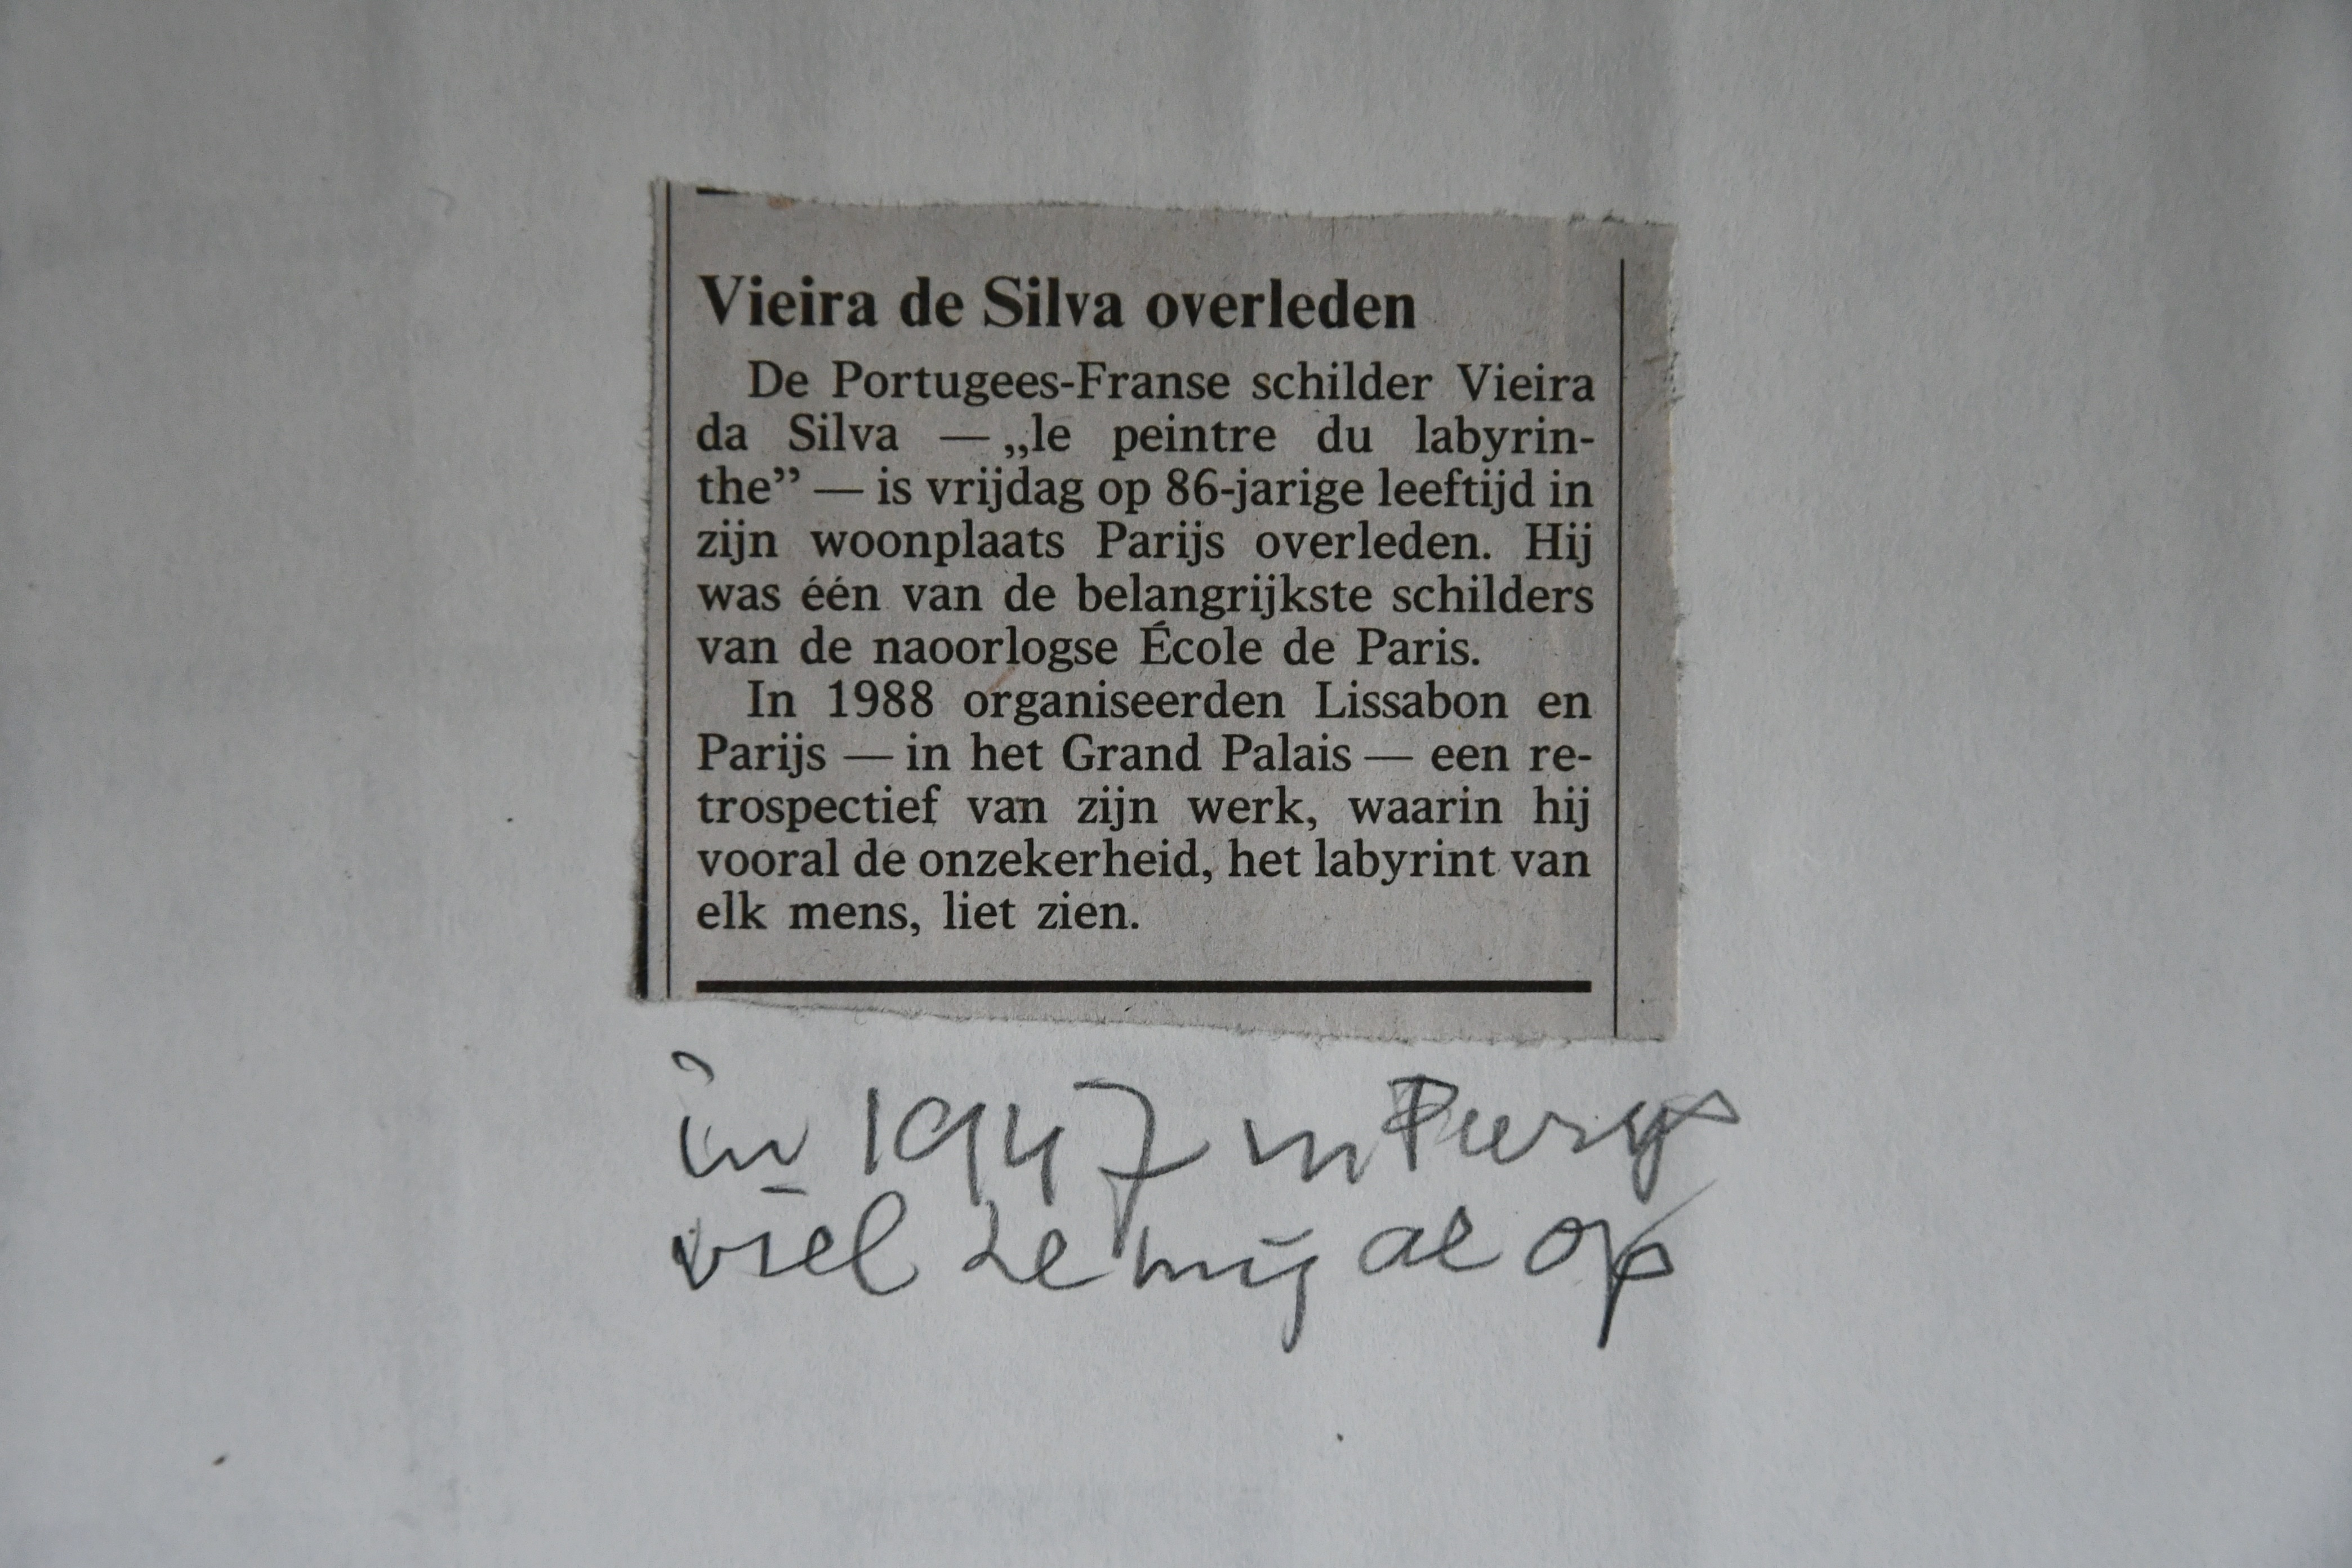 Vieira de Silva overleden
De Portugees-Franse schilder Vieira
da Silva — „le peintre du labyrin-
the” — is vrijdag op 86-jarige leeftijd in
zijn woonplaats Parijs overleden. Hij
was één van de belangrijkste schilders
van de naoorlogse École de Paris.
In 1988 organiseerden Lissabon en
Parijs — in het Grand Palais — een re-
trospectief van zijn werk, waarin hij
vooral de onzekerheid, het labyrint van
elk mens, liet zien.
in 1947 in Parijs
viel ze mij al op